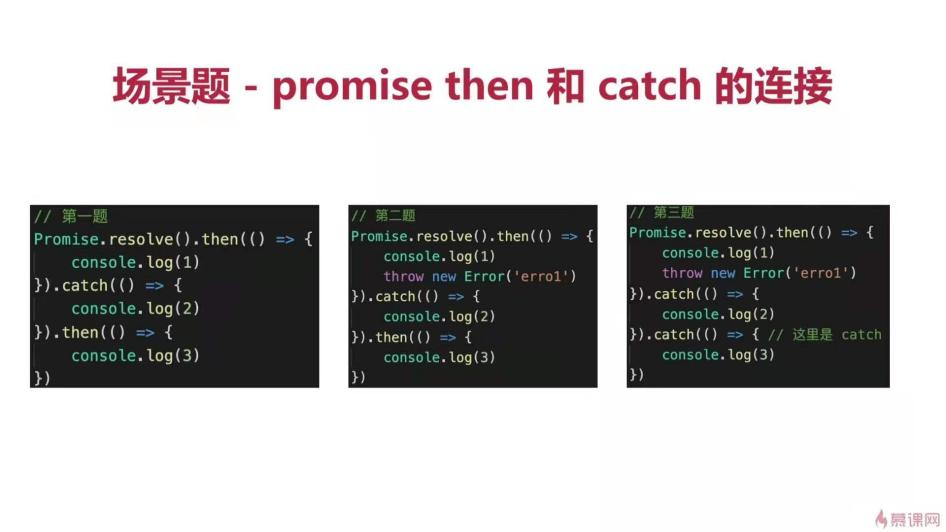 场景题 - promise then 和 catch 的连接
// 第一题
Promise.resolve().then(() => {
    console.log(1)
}).catch(() => {
    console.log(2)
}).then(() => {
    console.log(3)
})
// 第二题
Promise.resolve().then(() => {
    console.log(1)
    throw new Error('erro1')
}).catch(() => {
    console.log(2)
}).then(() => {
    console.log(3)
})
// 第三题
Promise.resolve().then(() => {
    console.log(1)
    throw new Error('erro1')
}).catch(() => {
    console.log(2)
}).catch(() => { // 这里是 catch
    console.log(3)
})
慕课网